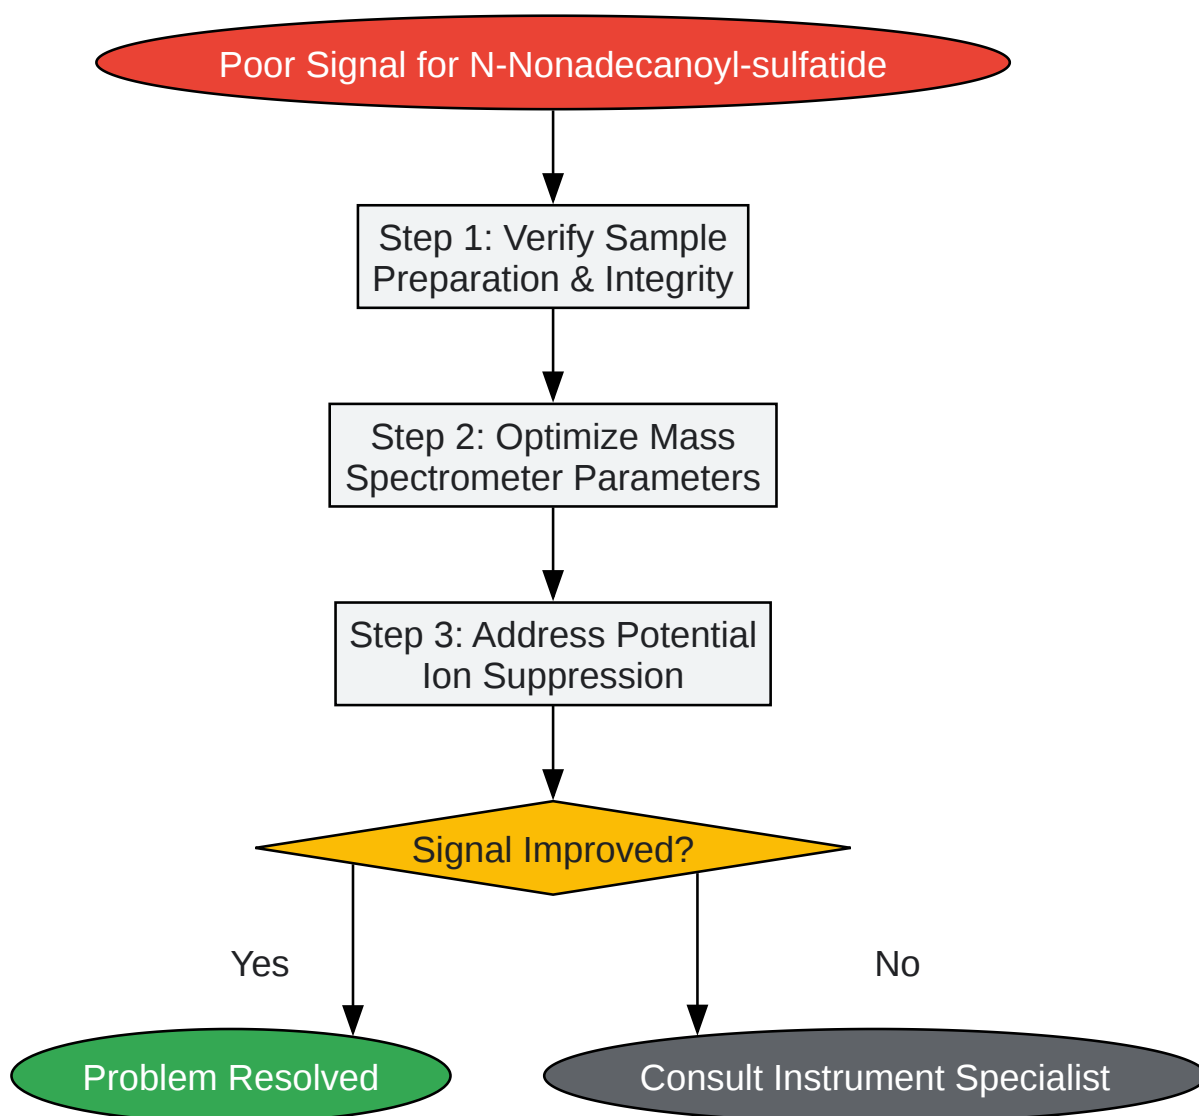 Poor Signal for N-Nonadecanoyl-sulfatide
Step 1: Verify Sample
Preparation & Integrity
Step 2: Optimize Mass
Spectrometer Parameters
Step 3: Address Potential
Ion Suppression
Signal Improved?
Yes
No
Problem Resolved
Consult Instrument Specialist